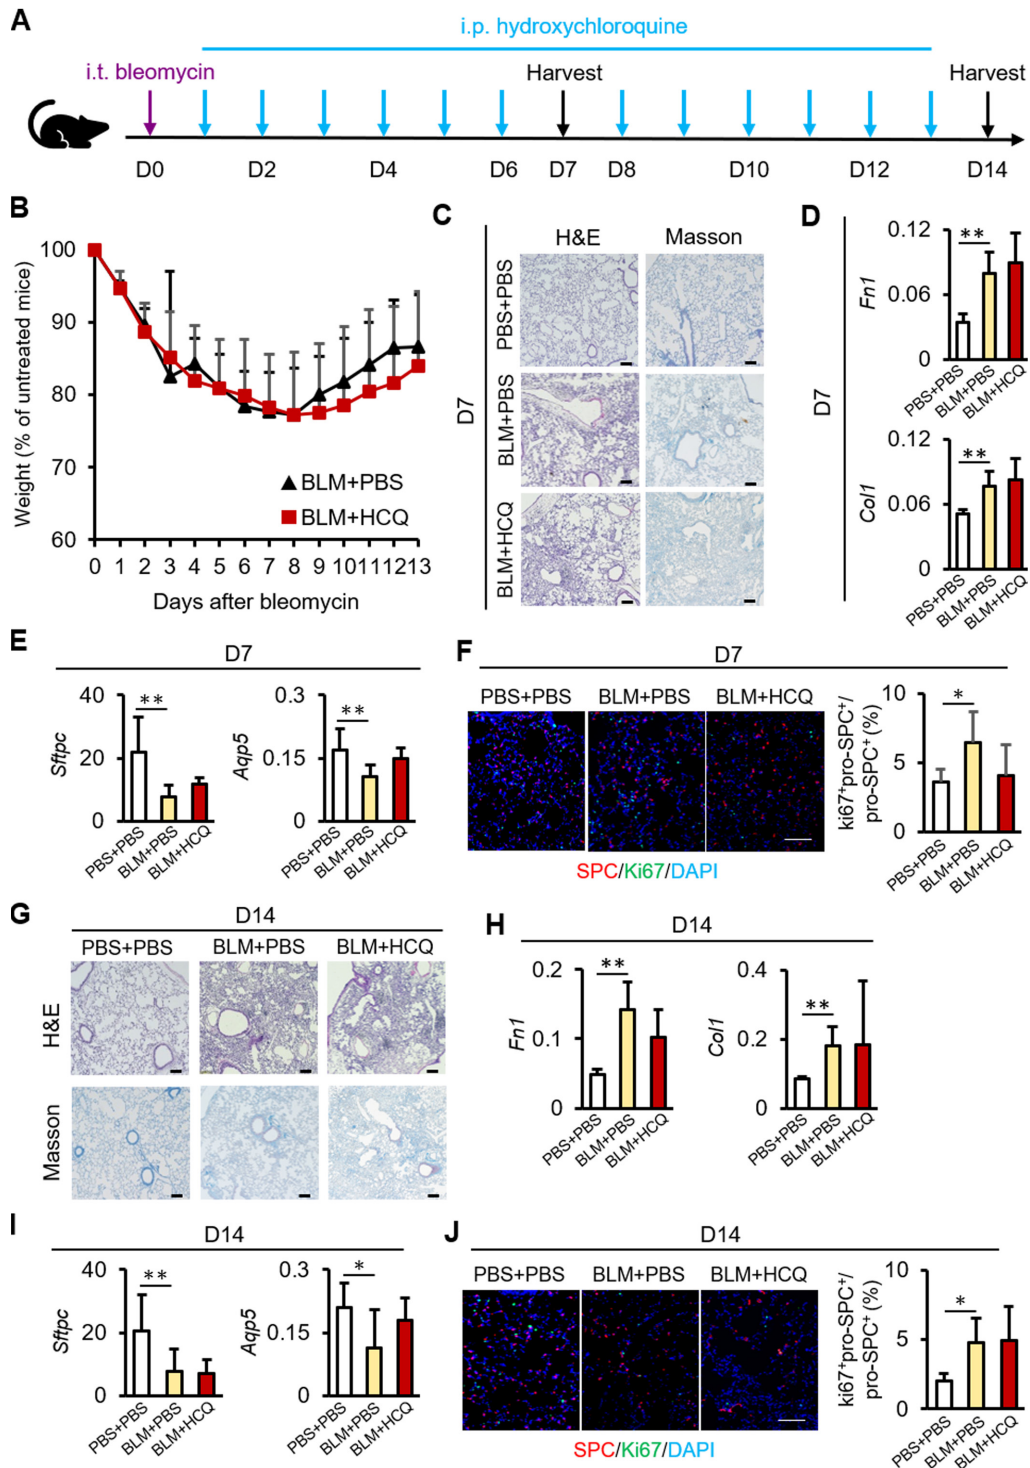 A
i.p. hydroxychloroquine
i.t. bleomycin
Harvest
Harvest
D0 D2 D4 D6 D7 D8 D10 D12 D14
B
Weight (% of untreated mice)
100
90
80
70
60
BLM+PBS
BLM+HCQ
0 1 2 3 4 5 6 7 8 9 10 11 12 13
Days after bleomycin
C
H&E Masson
D7
PBS+PBS
BLM+PBS
BLM+HCQ
D
D7
Fn1
0.12
0.06
0
**
PBS+PBS
BLM+PBS
BLM+HCQ
Col1
0.12
0.06
0
**
PBS+PBS
BLM+PBS
BLM+HCQ
E
D7
Sftpc
40
20
0
**
PBS+PBS
BLM+PBS
BLM+HCQ
Aqp5
0.3
0.15
0
**
PBS+PBS
BLM+PBS
BLM+HCQ
F
D7
PBS+PBS BLM+PBS BLM+HCQ
SPC/Ki67/DAPI
ki67⁺pro-SPC⁺/
pro-SPC⁺ (%)
10
5
0
*
PBS+PBS
BLM+PBS
BLM+HCQ
G
D14
PBS+PBS BLM+PBS BLM+HCQ
H&E
Masson
H
D14
Fn1
0.2
0.1
0
**
PBS+PBS
BLM+PBS
BLM+HCQ
Col1
0.4
0.2
0
**
PBS+PBS
BLM+PBS
BLM+HCQ
I
D14
Sftpc
40
20
0
**
PBS+PBS
BLM+PBS
BLM+HCQ
Aqp5
0.3
0.15
0
*
PBS+PBS
BLM+PBS
BLM+HCQ
J
D14
PBS+PBS BLM+PBS BLM+HCQ
SPC/Ki67/DAPI
ki67⁺pro-SPC⁺/
pro-SPC⁺ (%)
10
5
0
*
PBS+PBS
BLM+PBS
BLM+HCQ